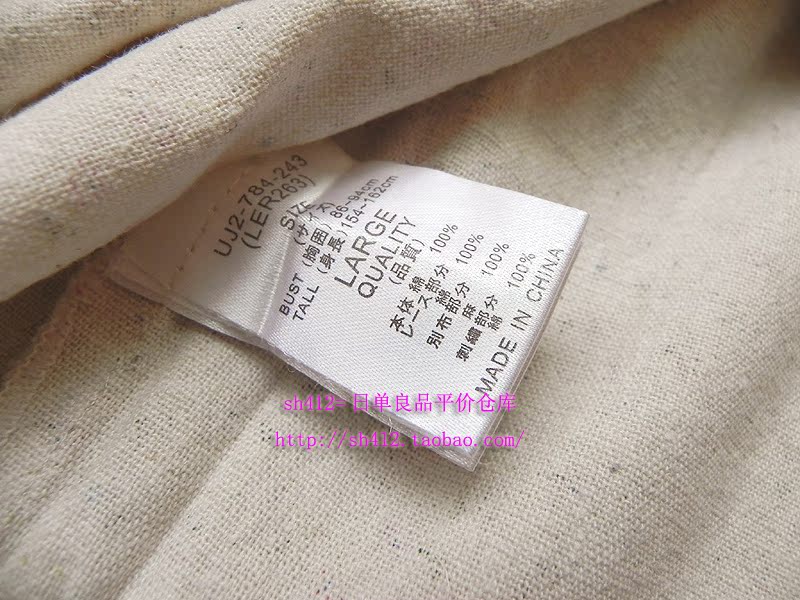 UJ2-784-243
(LER263)
SIZE
(サイズ)
BUST (胸囲) 86~94cm
TALL (身長)154~162cm
LARGE
QUALITY
(品質)
本体 綿 100%
レース部分
綿 100%
別布部分
麻 100%
刺繍部分
綿 100%
MADE IN CHINA
sh412=日单良品平价仓库
http://sh412.taobao.com/